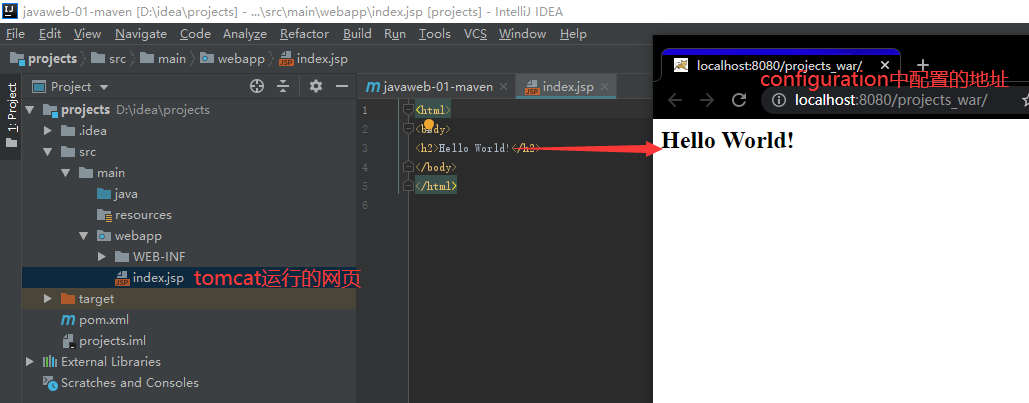 javaweb-01-maven [D:\idea\projects] - ...\src\main\webapp\index.jsp [projects] - IntelliJ IDEA
File Edit View Navigate Code Analyze Refactor Build Run Tools VCS Window Help
projects src main webapp index.jsp
1: Project
Project
javaweb-01-maven
index.jsp
projects D:\idea\projects
.idea
src
main
java
resources
webapp
WEB-INF
index.jsp tomcat运行的网页
target
pom.xml
projects.iml
External Libraries
Scratches and Consoles
1 <html>
2 <body>
3 <h2>Hello World!</h2>
4 </body>
5 </html>
6
localhost:8080/projects_war/
configuration中配置的地址
localhost:8080/projects_war/
Hello World!